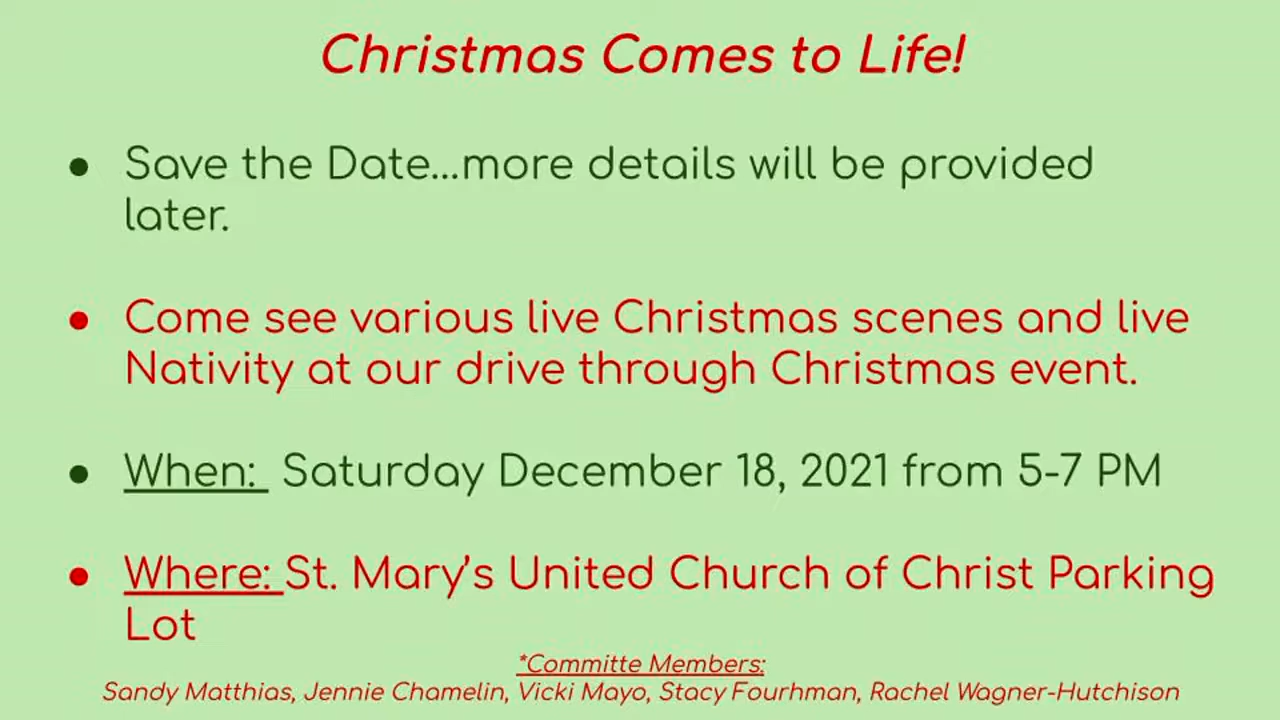 Christmas Comes to Life!
● Save the Date...more details will be provided
later.
● Come see various live Christmas scenes and live
Nativity at our drive through Christmas event.
● When: Saturday December 18, 2021 from 5-7 PM
● Where: St. Mary's United Church of Christ Parking
Lot
*Committe Members:
Sandy Matthias, Jennie Chamelin, Vicki Mayo, Stacy Fourhman, Rachel Wagner-Hutchison